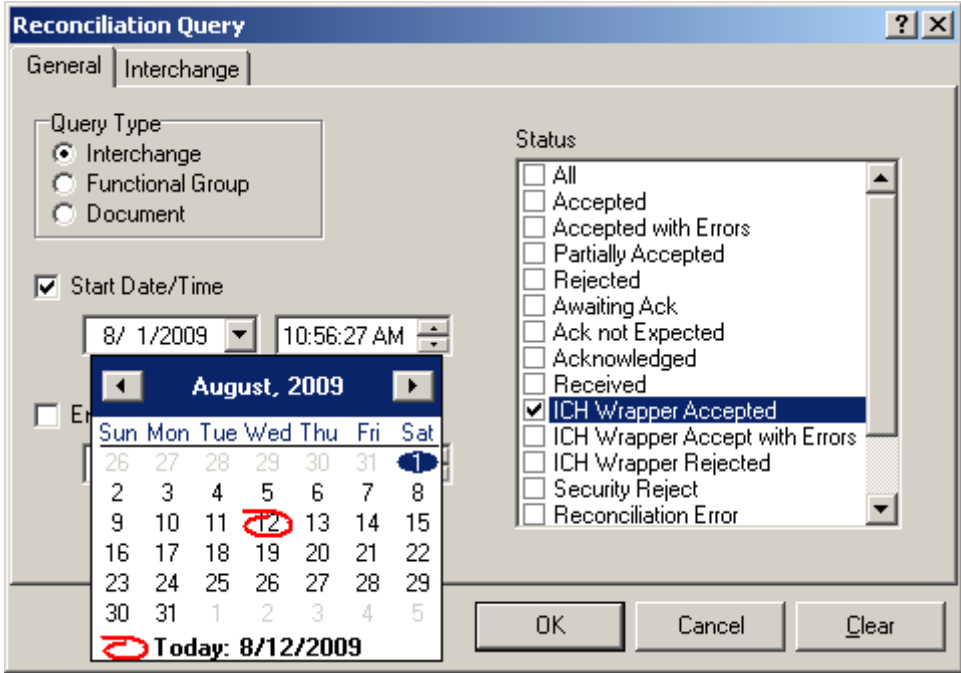 Reconciliation Query
General Interchange
Query Type
Interchange
Functional Group
Document
Status
All
Accepted
Accepted with Errors
Partially Accepted
Rejected
Awaiting Ack
Ack not Expected
Acknowledged
Received
ICH Wrapper Accepted
ICH Wrapper Accept with Errors
ICH Wrapper Rejected
Security Reject
Reconciliation Error
Start Date/Time
8/ 1/2009 10:56:27 AM
August, 2009
Sun Mon Tue Wed Thu Fri Sat
26 27 28 29 30 31 1
2 3 4 5 6 7 8
9 10 11 12 13 14 15
16 17 18 19 20 21 22
23 24 25 26 27 28 29
30 31 1 2 3 4 5
Today: 8/12/2009
OK Cancel Clear